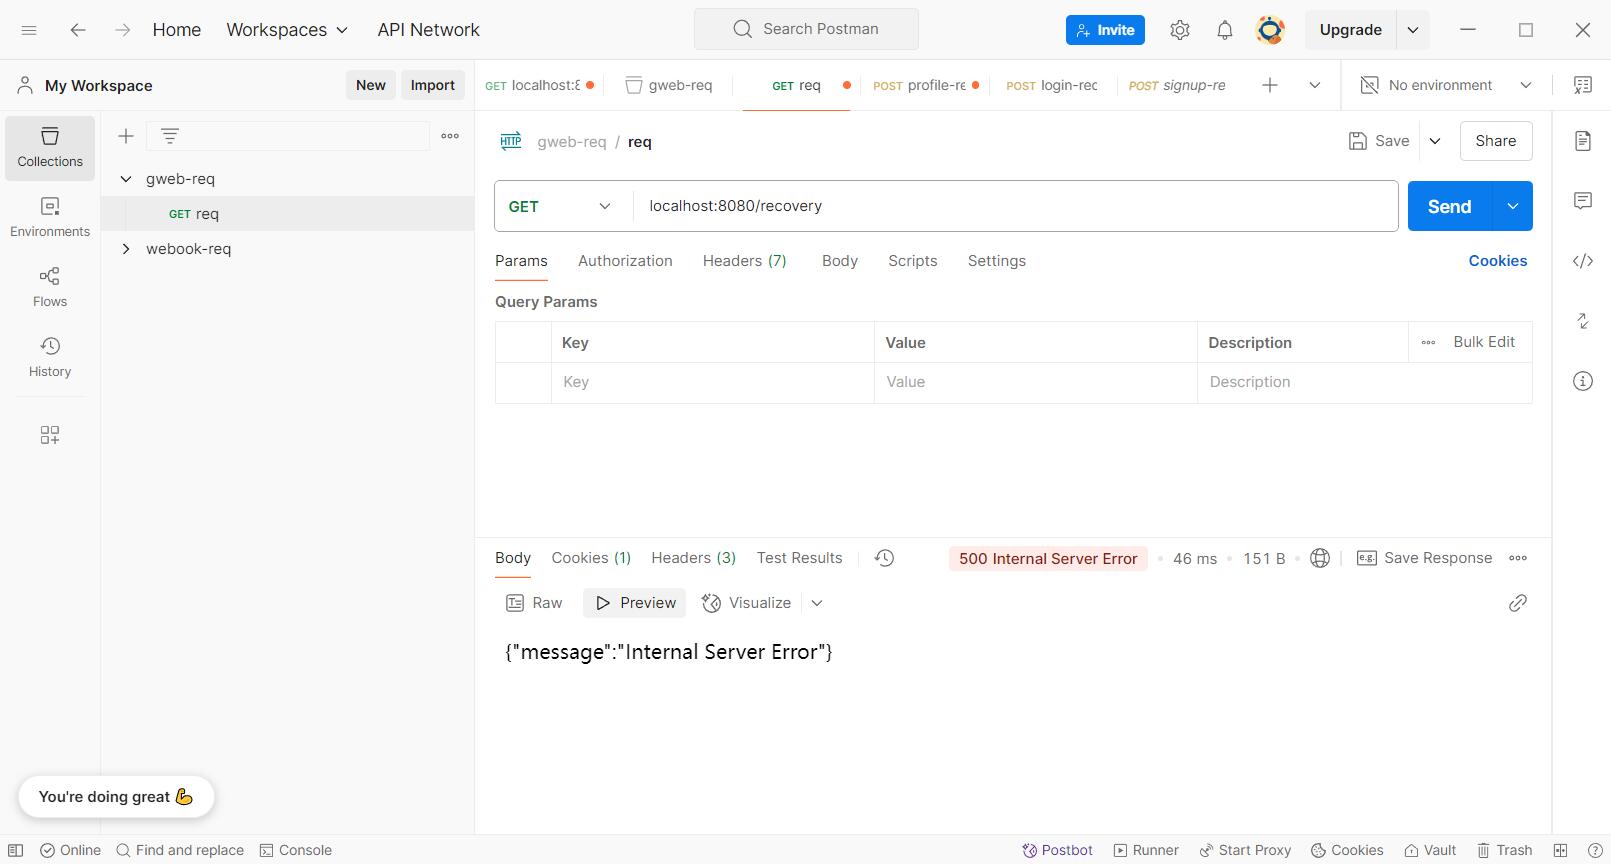 Home Workspaces API Network Search Postman Invite Upgrade
My Workspace New Import GET localhost:8 gweb-req GET req POST profile-re POST login-rec POST signup-re No environment
Collections
gweb-req / req Save Share
gweb-req
GET req
GET localhost:8080/recovery Send
Environments
webook-req
Params Authorization Headers (7) Body Scripts Settings Cookies
Flows
Query Params
Key Value Description Bulk Edit
History
Key Value Description
Body Cookies (1) Headers (3) Test Results 500 Internal Server Error 46 ms 151 B e.g. Save Response
Raw Preview Visualize
{"message":"Internal Server Error"}
You're doing great 💪
Online Find and replace Console Postbot Runner Start Proxy Cookies Vault Trash